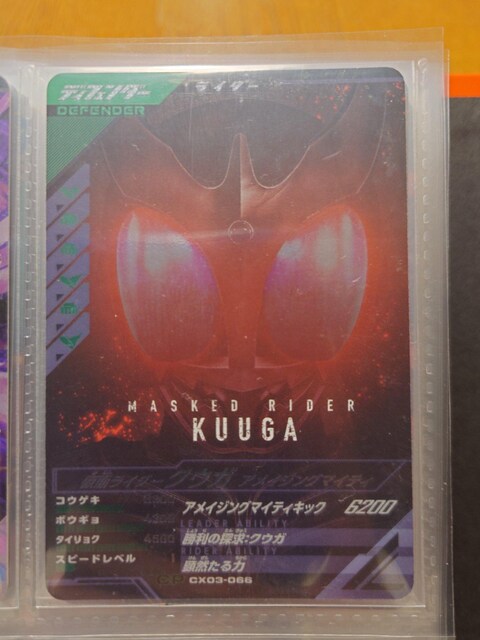 ディフェンダー
DEFENDER
ライダー
MASKED RIDER
KUUGA
仮面ライダークウガ アメイジングマイティ
コウゲキ
アメイジングマイティキック 6200
ボウギョ
LEADER ABILITY
タイリョク 4500 勝利の探求:クウガ
RIDER ABILITY
スピードレベル
顕然たる力
CX03-066